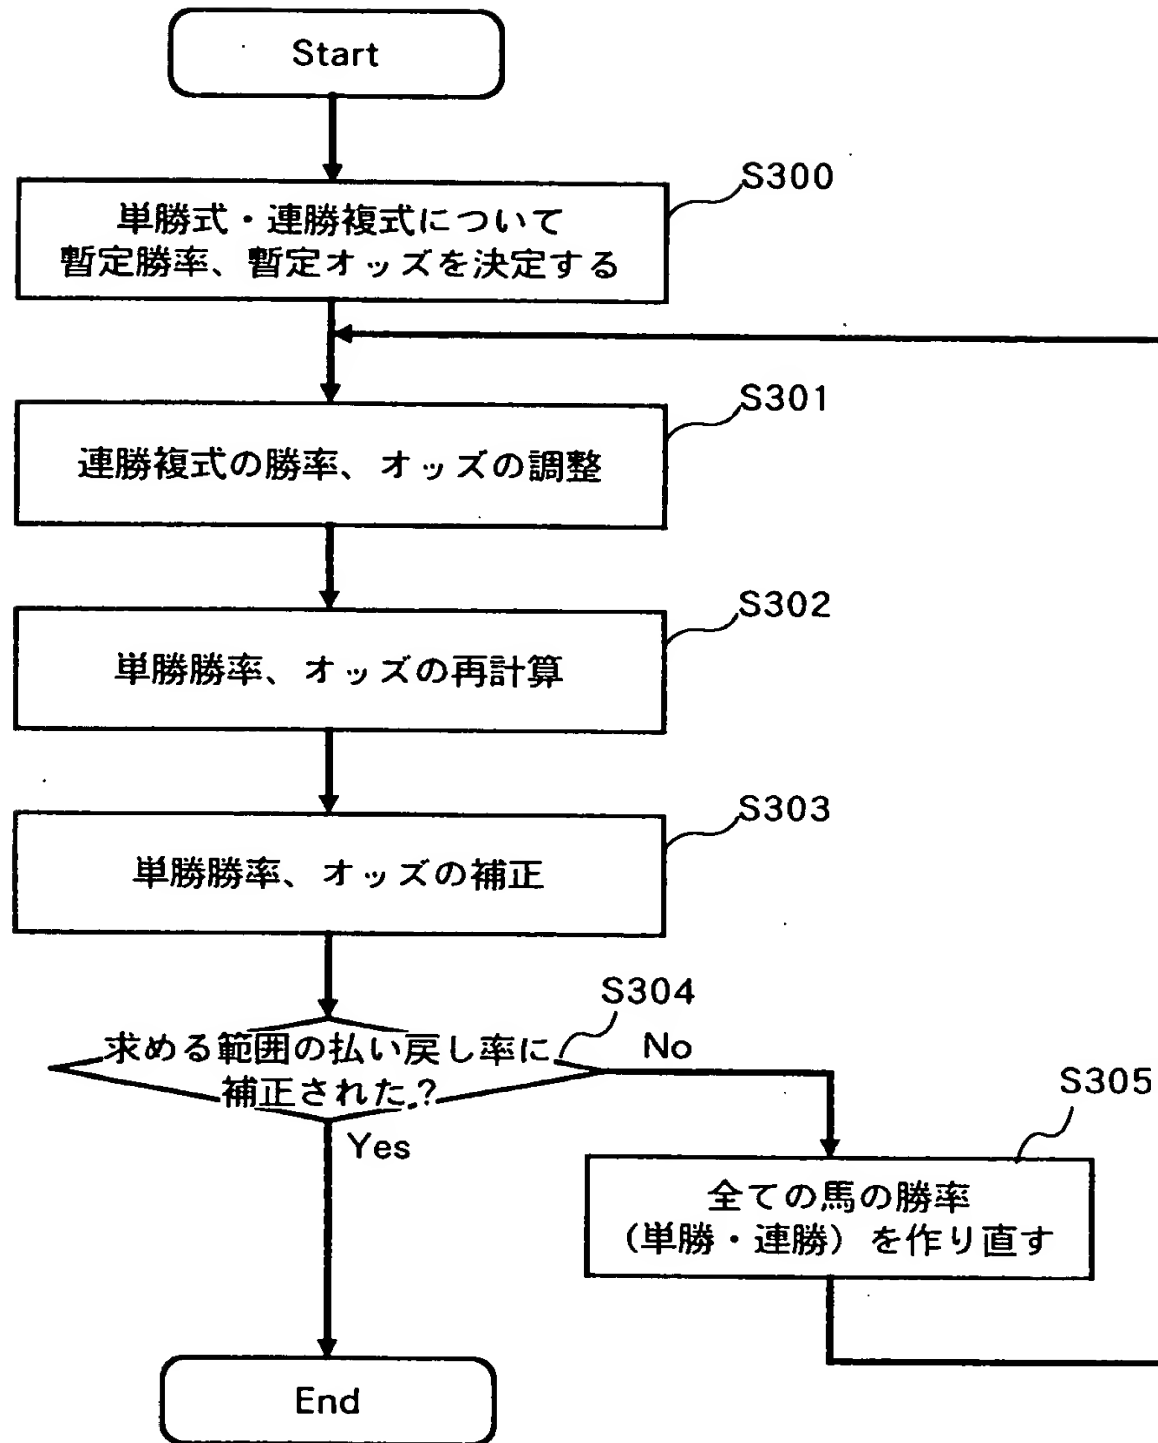 Start
S300
単勝式・連勝複式について
暫定勝率、暫定オッズを決定する
S301
連勝複式の勝率、オッズの調整
S302
単勝勝率、オッズの再計算
S303
単勝勝率、オッズの補正
S304
求める範囲の払い戻し率に
補正された?
No
Yes
S305
全ての馬の勝率
(単勝・連勝)を作り直す
End